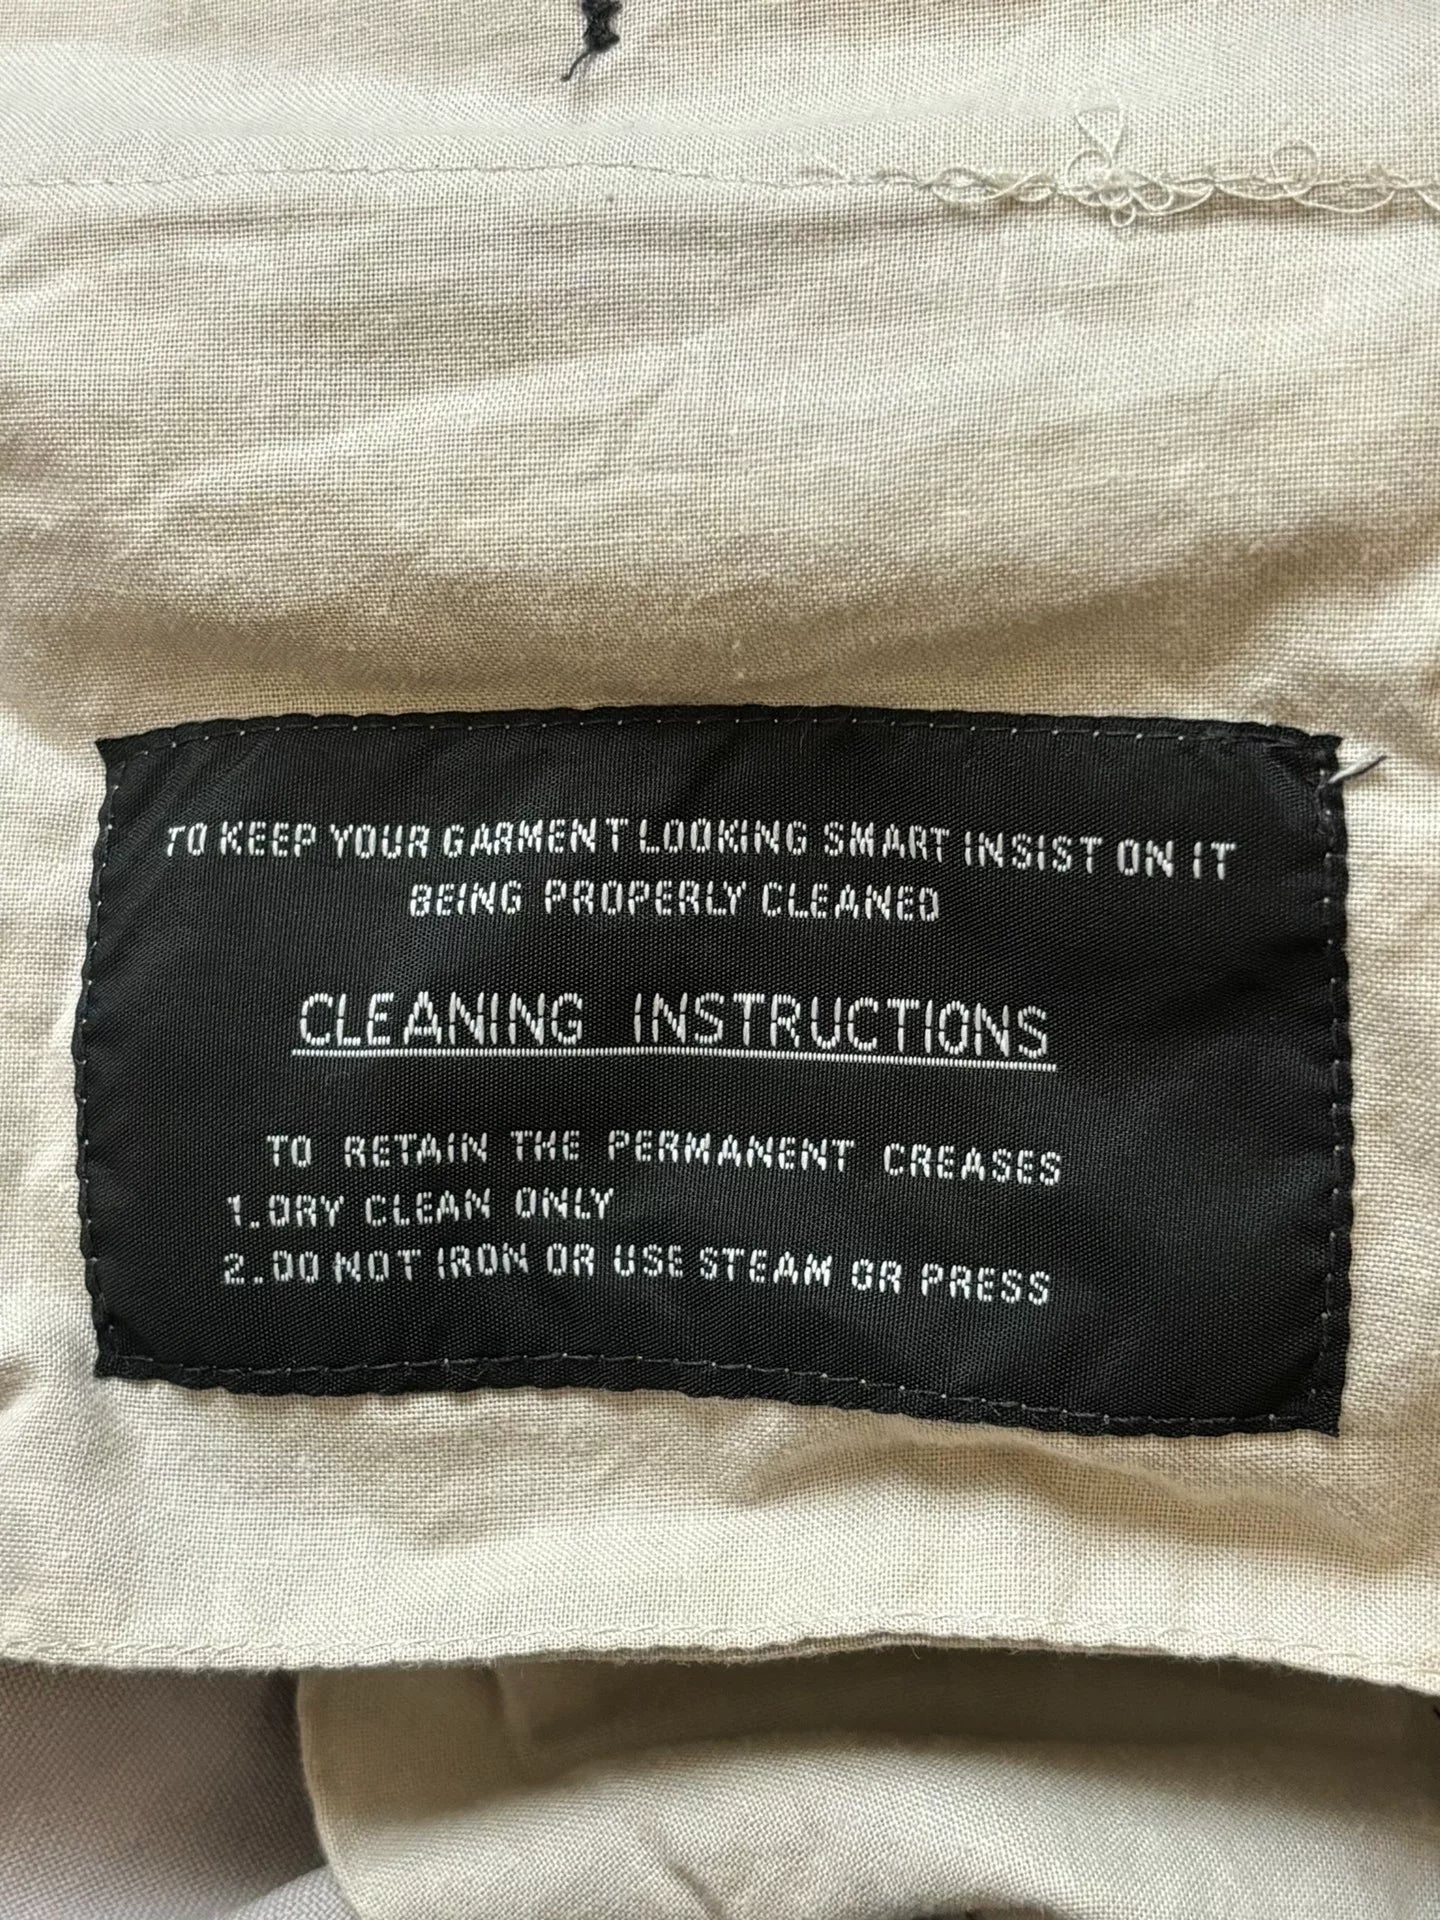 TO KEEP YOUR GARMENT LOOKING SMART INSIST ON IT
BEING PROPERLY CLEANED
CLEANING INSTRUCTIONS
TO RETAIN THE PERMANENT CREASES
1.DRY CLEAN ONLY
2.DO NOT IRON OR USE STEAM OR PRESS